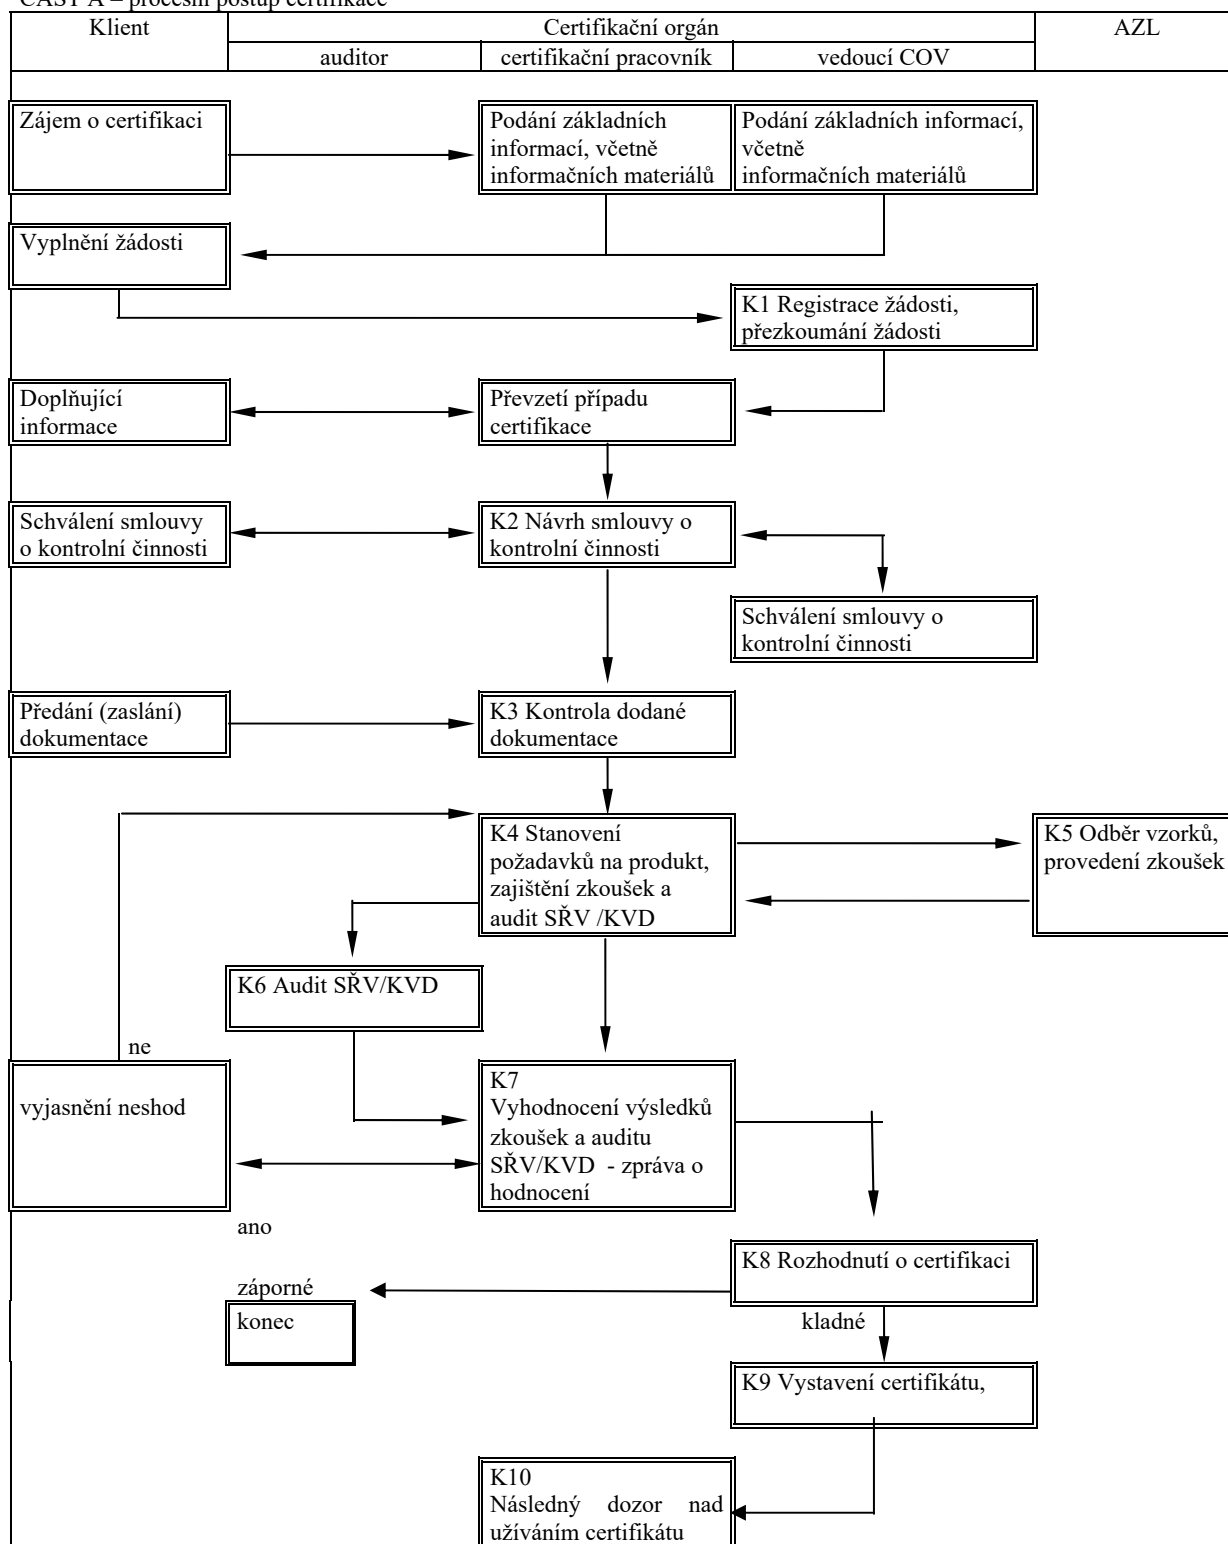 ČÁST A – procesní postup certifikace
Klient
Certifikační orgán
AZL
auditor
certifikační pracovník
vedoucí COV
Zájem o certifikaci
Podání základních
informací, včetně
informačních materiálů
Podání základních informací,
včetně
informačních materiálů
Vyplnění žádosti
K1 Registrace žádosti,
přezkoumání žádosti
Doplňující
informace
Převzetí případu
certifikace
Schválení smlouvy
o kontrolní činnosti
K2 Návrh smlouvy o
kontrolní činnosti
Schválení smlouvy o
kontrolní činnosti
Předání (zaslání)
dokumentace
K3 Kontrola dodané
dokumentace
K4 Stanovení
požadavků na produkt,
zajištění zkoušek a
audit SŘV /KVD
K5 Odběr vzorků,
provedení zkoušek
K6 Audit SŘV/KVD
ne
vyjasnění neshod
K7
Vyhodnocení výsledků
zkoušek a auditu
SŘV/KVD - zpráva o
hodnocení
ano
K8 Rozhodnutí o certifikaci
záporné
konec
kladné
K9 Vystavení certifikátu,
K10
Následný dozor nad
užíváním certifikátu